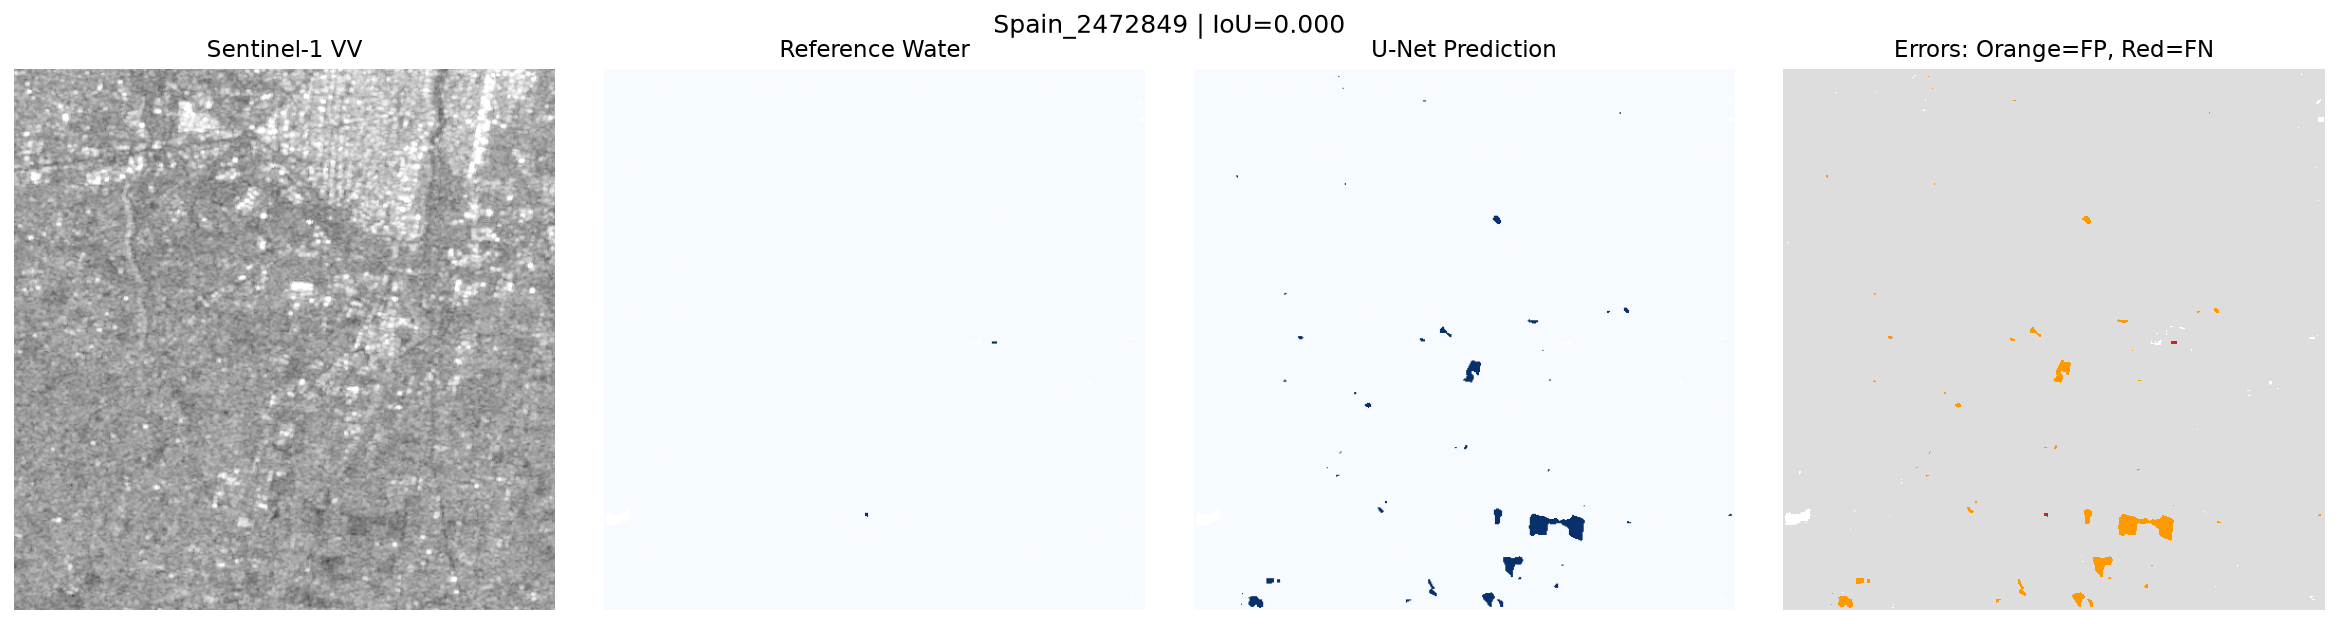 Spain_2472849 | IoU=0.000
Sentinel-1 VV
Reference Water
U-Net Prediction
Errors: Orange=FP, Red=FN